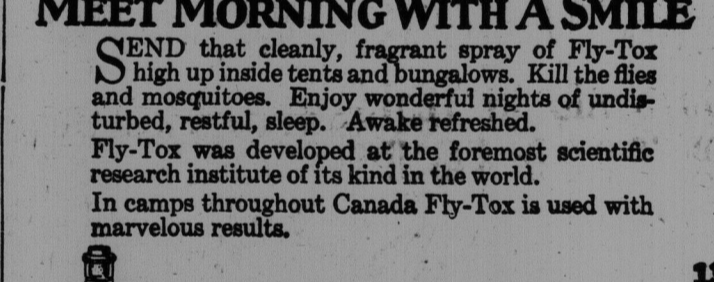 MEET MORNING WITH A SMILE
SEND that cleanly, fragrant spray of Fly-Tox
high up inside tents and bungalows. Kill the flies
and mosquitoes. Enjoy wonderful nights of undis-
turbed, restful, sleep. Awake refreshed.
Fly-Tox was developed at the foremost scientific
research institute of its kind in the world.
In camps throughout Canada Fly-Tox is used with
marvelous results.